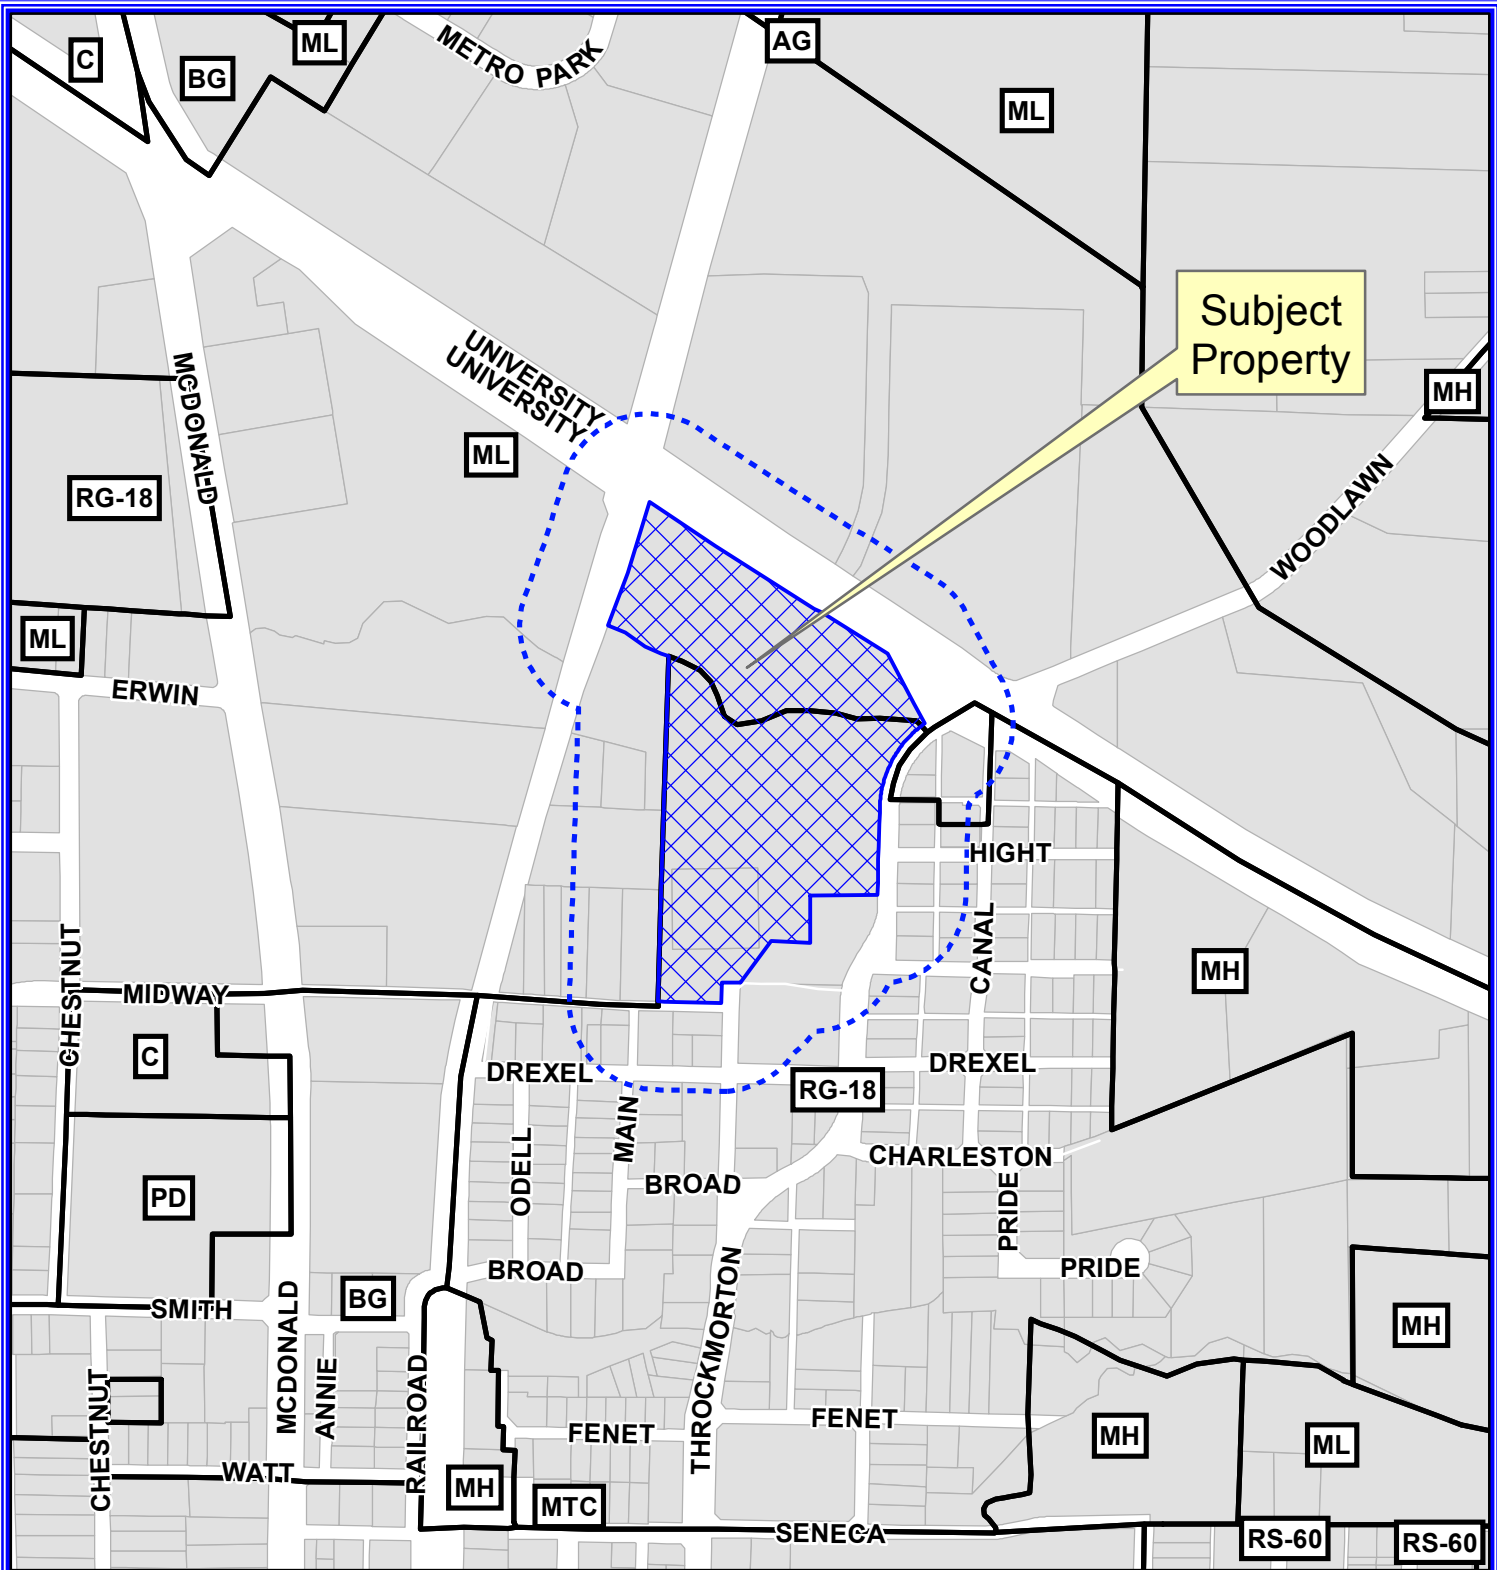 C
BG
ML
METRO PARK
AG
ML
Subject
Property
MH
UNIVERSITY
UNIVERSITY
MCDONALD
ML
RG-18
WOODLAWN
ML
ERWIN
HIGHT
CANAL
CHESTNUT
MIDWAY
MH
C
DREXEL
DREXEL
RG-18
MAIN
ODELL
CHARLESTON
BROAD
PRIDE
PD
BROAD
PRIDE
BG
SMITH
MCDONALD
ANNIE
RAILROAD
THROCKMORTON
MH
CHESTNUT
FENET
FENET
MH
ML
WATT
MH
MTC
SENECA
RS-60
RS-60